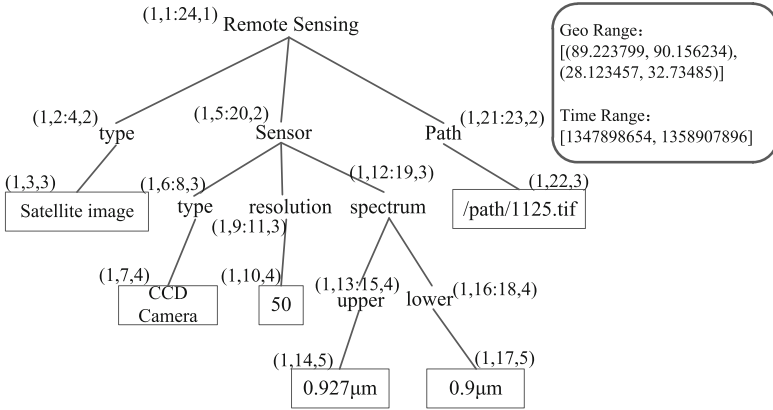 (1,1:24,1)
Remote Sensing
Geo Range：
[(89.223799, 90.156234),
(28.123457, 32.73485)]
Time Range：
[1347898654, 1358907896]
(1,2:4,2)
type
(1,5:20,2)
Sensor
Path
(1,21:23,2)
(1,3,3)
Satellite image
(1,6:8,3)
type
resolution
(1,9:11,3)
(1,12:19,3)
spectrum
(1,22,3)
/path/1125.tif
(1,7,4)
CCD
Camera
(1,10,4)
50
(1,13:15,4)
upper
lower
(1,16:18,4)
(1,14,5)
0.927μm
(1,17,5)
0.9μm